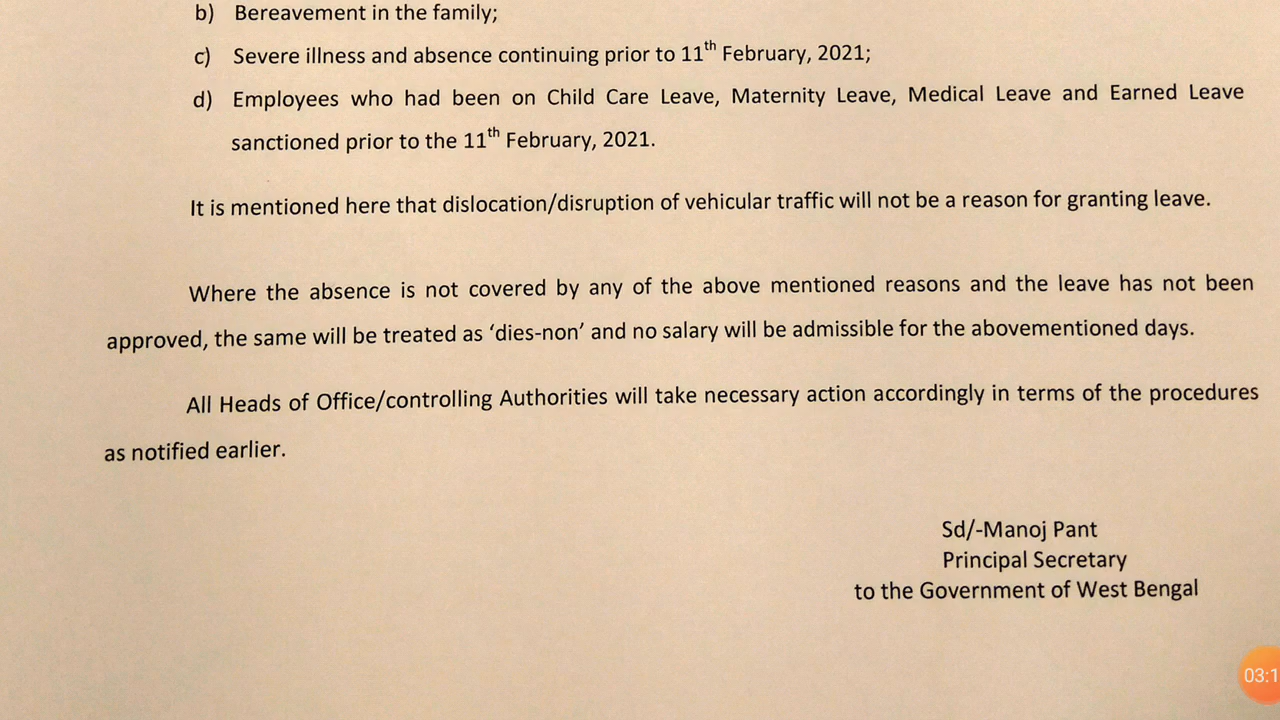 b) Bereavement in the family;
c) Severe illness and absence continuing prior to 11th February, 2021;
d) Employees who had been on Child Care Leave, Maternity Leave, Medical Leave and Earned Leave
sanctioned prior to the 11th February, 2021.
It is mentioned here that dislocation/disruption of vehicular traffic will not be a reason for granting leave.
Where the absence is not covered by any of the above mentioned reasons and the leave has not been
approved, the same will be treated as ‘dies-non’ and no salary will be admissible for the abovementioned days.
All Heads of Office/controlling Authorities will take necessary action accordingly in terms of the procedures
as notified earlier.
Sd/-Manoj Pant
Principal Secretary
to the Government of West Bengal
03:1